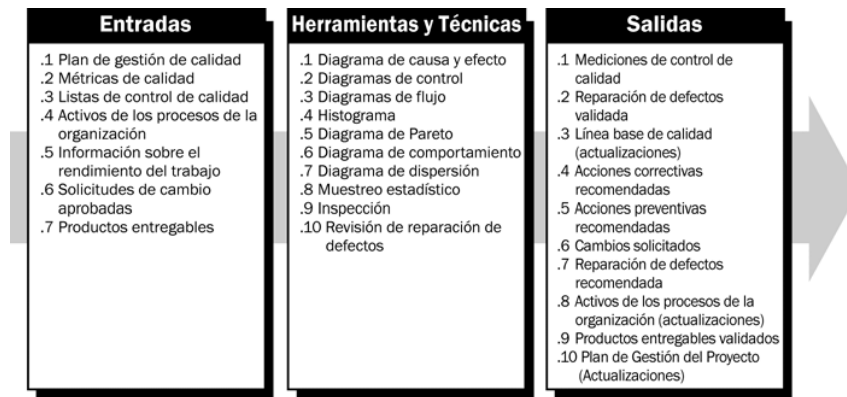 Entradas
.1 Plan de gestión de calidad
.2 Métricas de calidad
.3 Listas de control de calidad
.4 Activos de los procesos de la
organización
.5 Información sobre el
rendimiento del trabajo
.6 Solicitudes de cambio
aprobadas
.7 Productos entregables
Herramientas y Técnicas
.1 Diagrama de causa y efecto
.2 Diagramas de control
.3 Diagramas de flujo
.4 Histograma
.5 Diagrama de Pareto
.6 Diagrama de comportamiento
.7 Diagrama de dispersión
.8 Muestreo estadístico
.9 Inspección
.10 Revisión de reparación de
defectos
Salidas
.1 Mediciones de control de
calidad
.2 Reparación de defectos
validada
.3 Línea base de calidad
(actualizaciones)
.4 Acciones correctivas
recomendadas
.5 Acciones preventivas
recomendadas
.6 Cambios solicitados
.7 Reparación de defectos
recomendada
.8 Activos de los procesos de la
organización (actualizaciones)
.9 Productos entregables validados
.10 Plan de Gestión del Proyecto
(Actualizaciones)